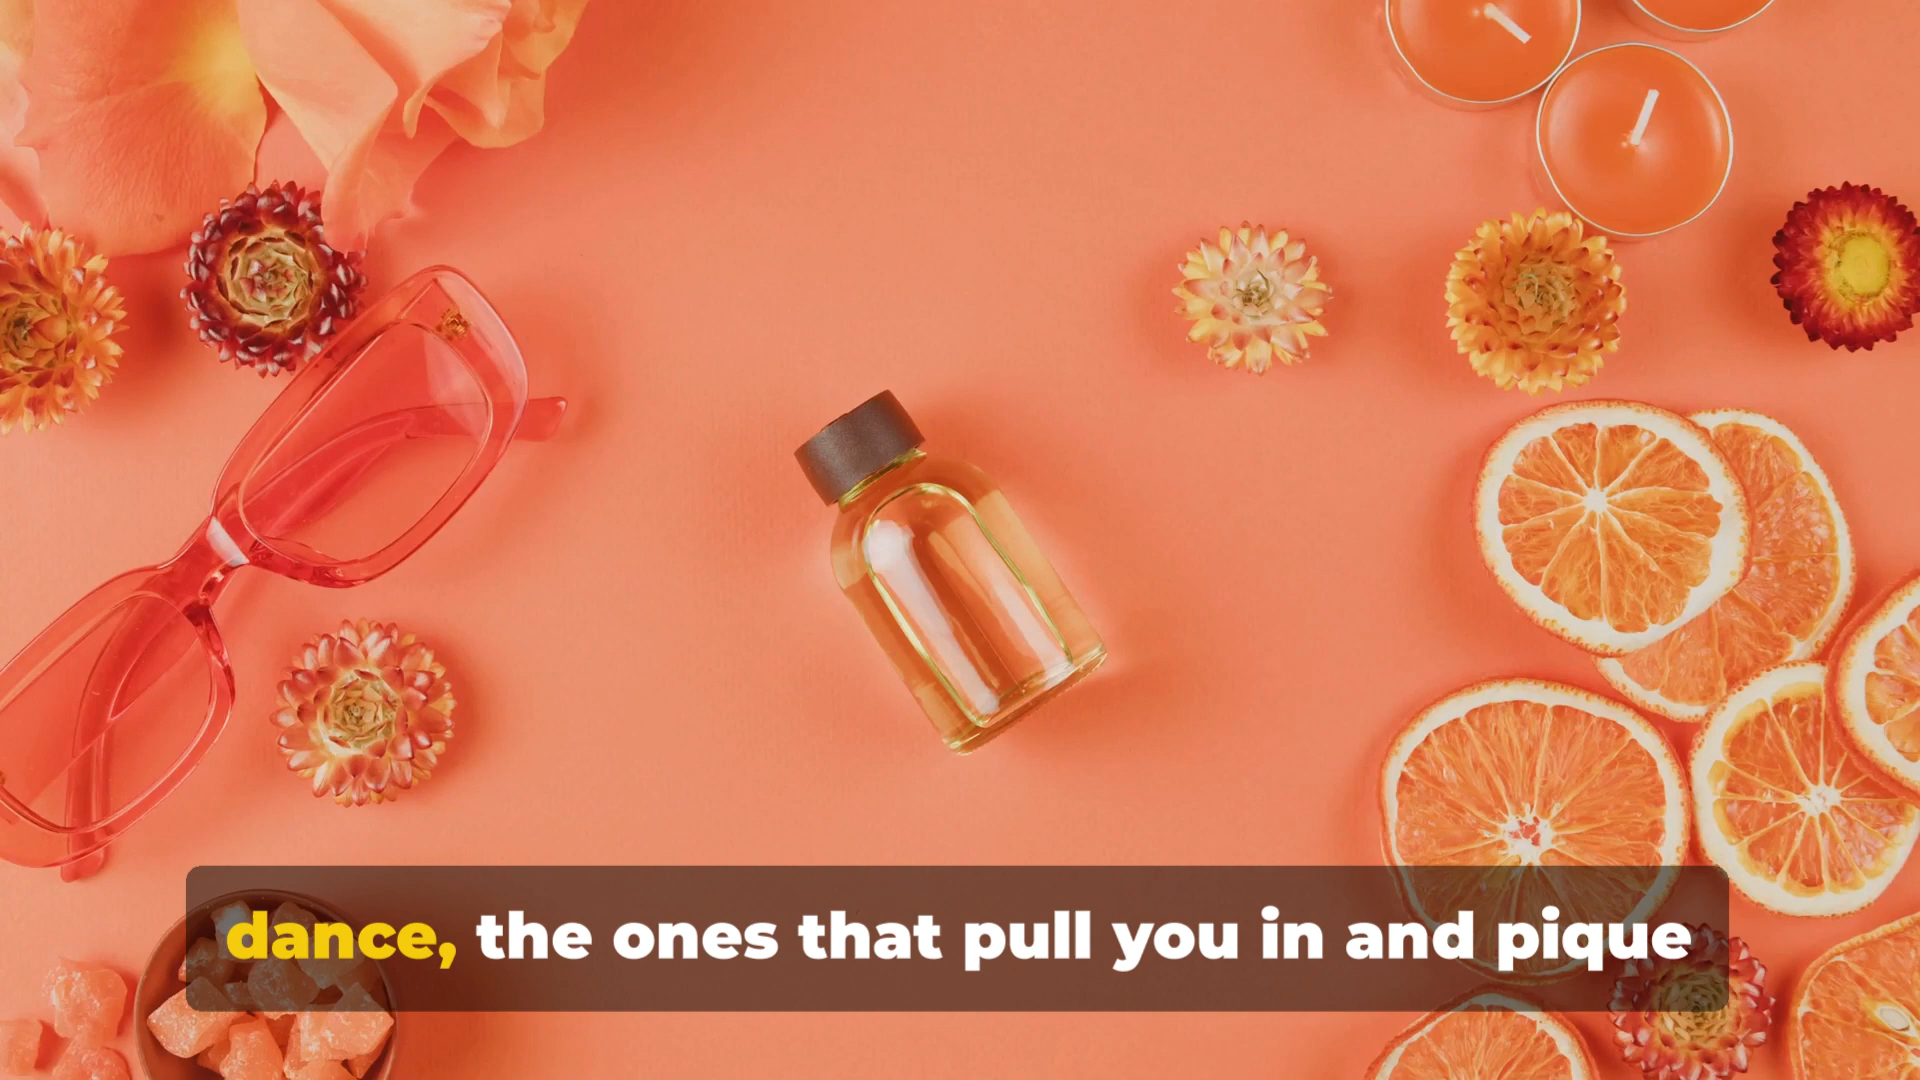 dance, the ones that pull you in and pique